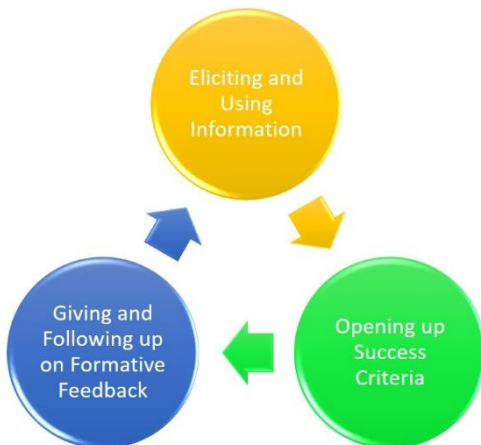 Eliciting and
Using
Information
Opening up
Success
Criteria
Giving and
Following up
on Formative
Feedback